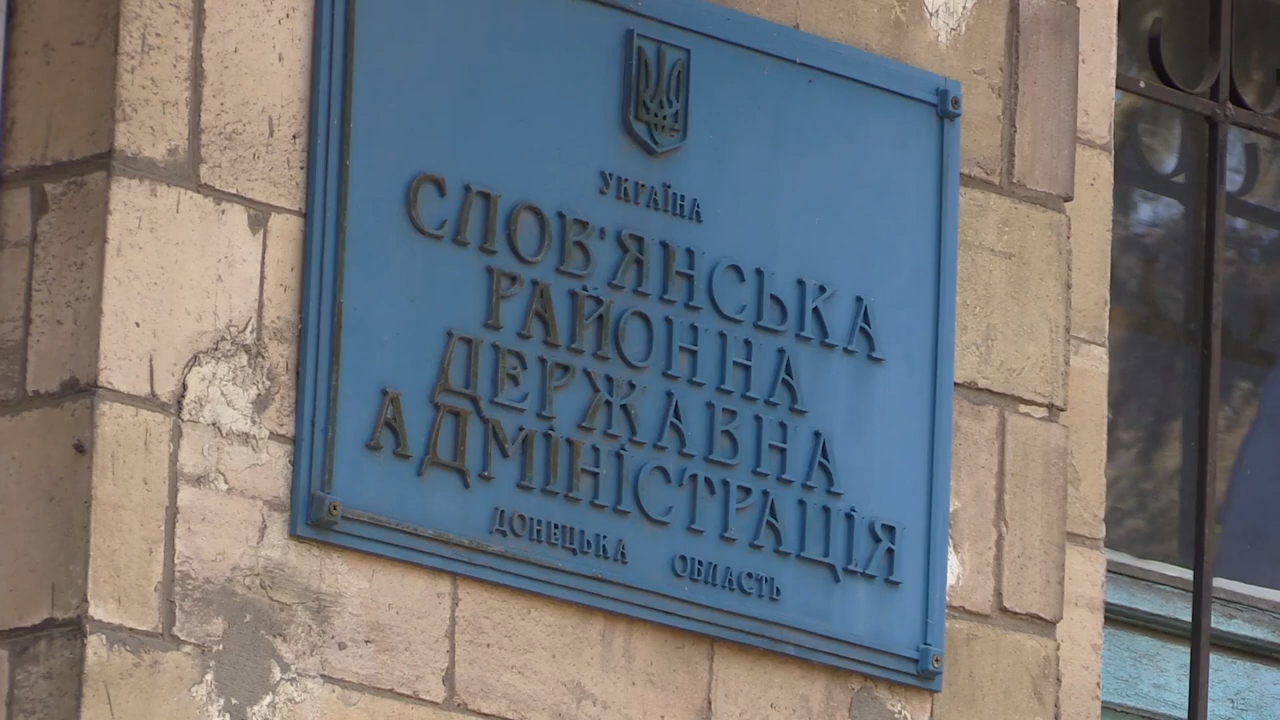 УКРАЇНА
СЛОВ'ЯНСЬКА
РАЙОННА
ДЕРЖАВНА
АДМІНІСТРАЦІЯ
ДОНЕЦЬКА ОБЛАСТЬ